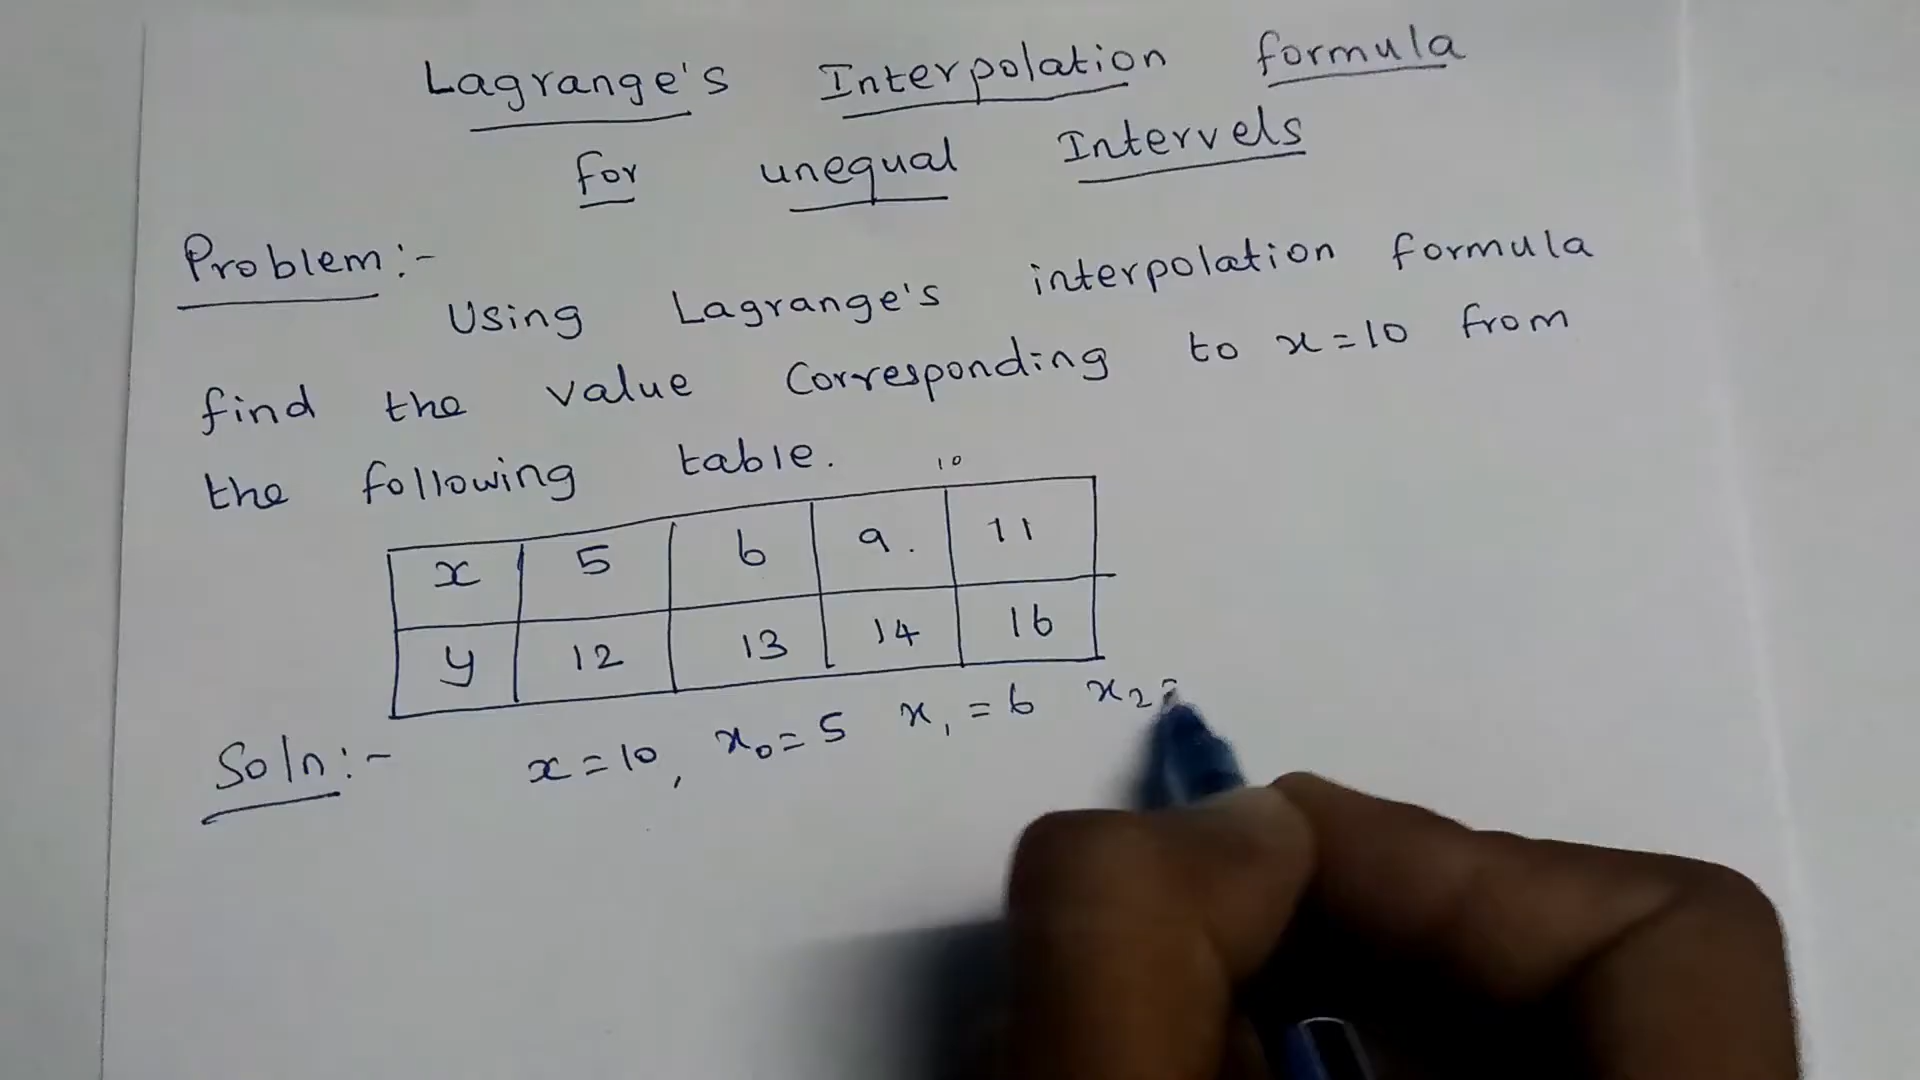 Lagrange's Interpolation formula
for unequal Intervels
Problem:-
Using Lagrange's interpolation formula
find the value Corresponding to x=10 from
the following table.
10
x 5 6 9. 11
y 12 13 14 16
Soln:- x=10, x₀=5 x₁=6 x₂=